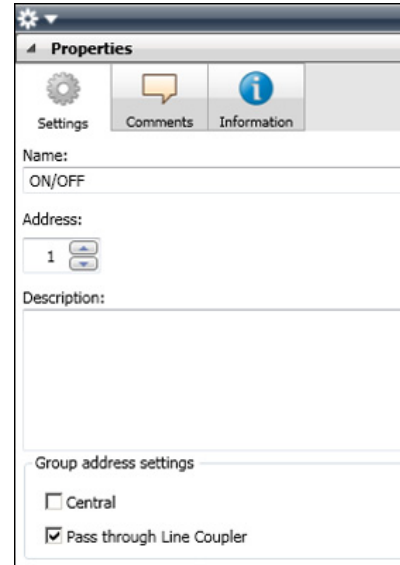 Properties
Settings Comments Information
Name:
ON/OFF
Address:
1
Description:
Group address settings
Central
Pass through Line Coupler